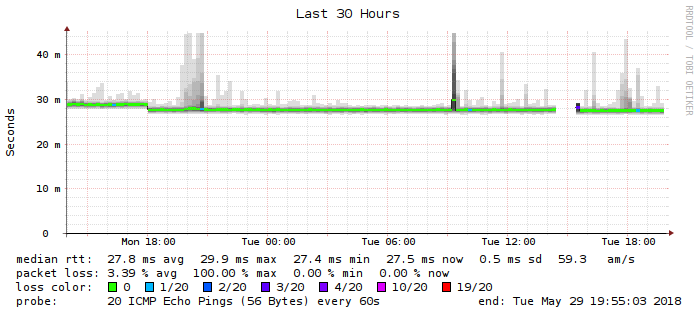 Last 30 Hours
RRDTOOL / TOBI OETIKER
Seconds
40 m
30 m
20 m
10 m
0
Mon 18:00 Tue 00:00 Tue 06:00 Tue 12:00 Tue 18:00
median rtt: 27.8 ms avg 29.9 ms max 27.4 ms min 27.5 ms now 0.5 ms sd 59.3 am/s
packet loss: 3.39 % avg 100.00 % max 0.00 % min 0.00 % now
loss color: 0 1/20 2/20 3/20 4/20 10/20 19/20
probe: 20 ICMP Echo Pings (56 Bytes) every 60s end: Tue May 29 19:55:03 2018